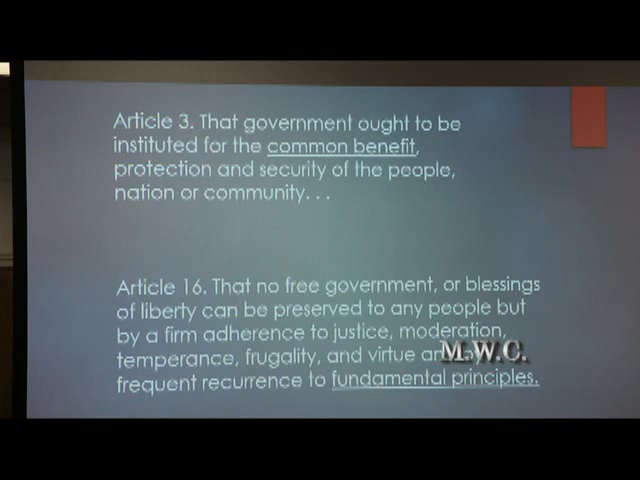 Article 3. That government ought to be
instituted for the common benefit,
protection and security of the people,
nation or community. . .
Article 16. That no free government, or blessings
of liberty can be preserved to any people but
by a firm adherence to justice, moderation,
temperance, frugality, and virtue and by
M.W.C.
frequent recurrence to fundamental principles.